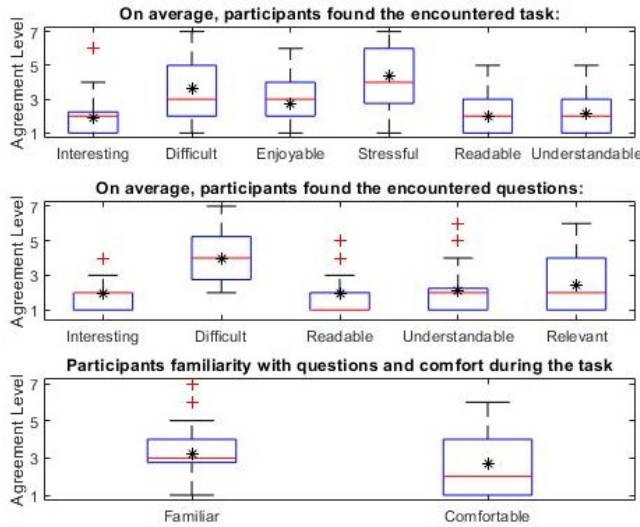 On average, participants found the encountered task:
Agreement Level
7
5
3
1
Interesting Difficult Enjoyable Stressful Readable Understandable
On average, participants found the encountered questions:
Agreement Level
7
5
3
1
Interesting Difficult Readable Understandable Relevant
Participants familiarity with questions and comfort during the task
Agreement Level
7
5
3
1
Familiar Comfortable